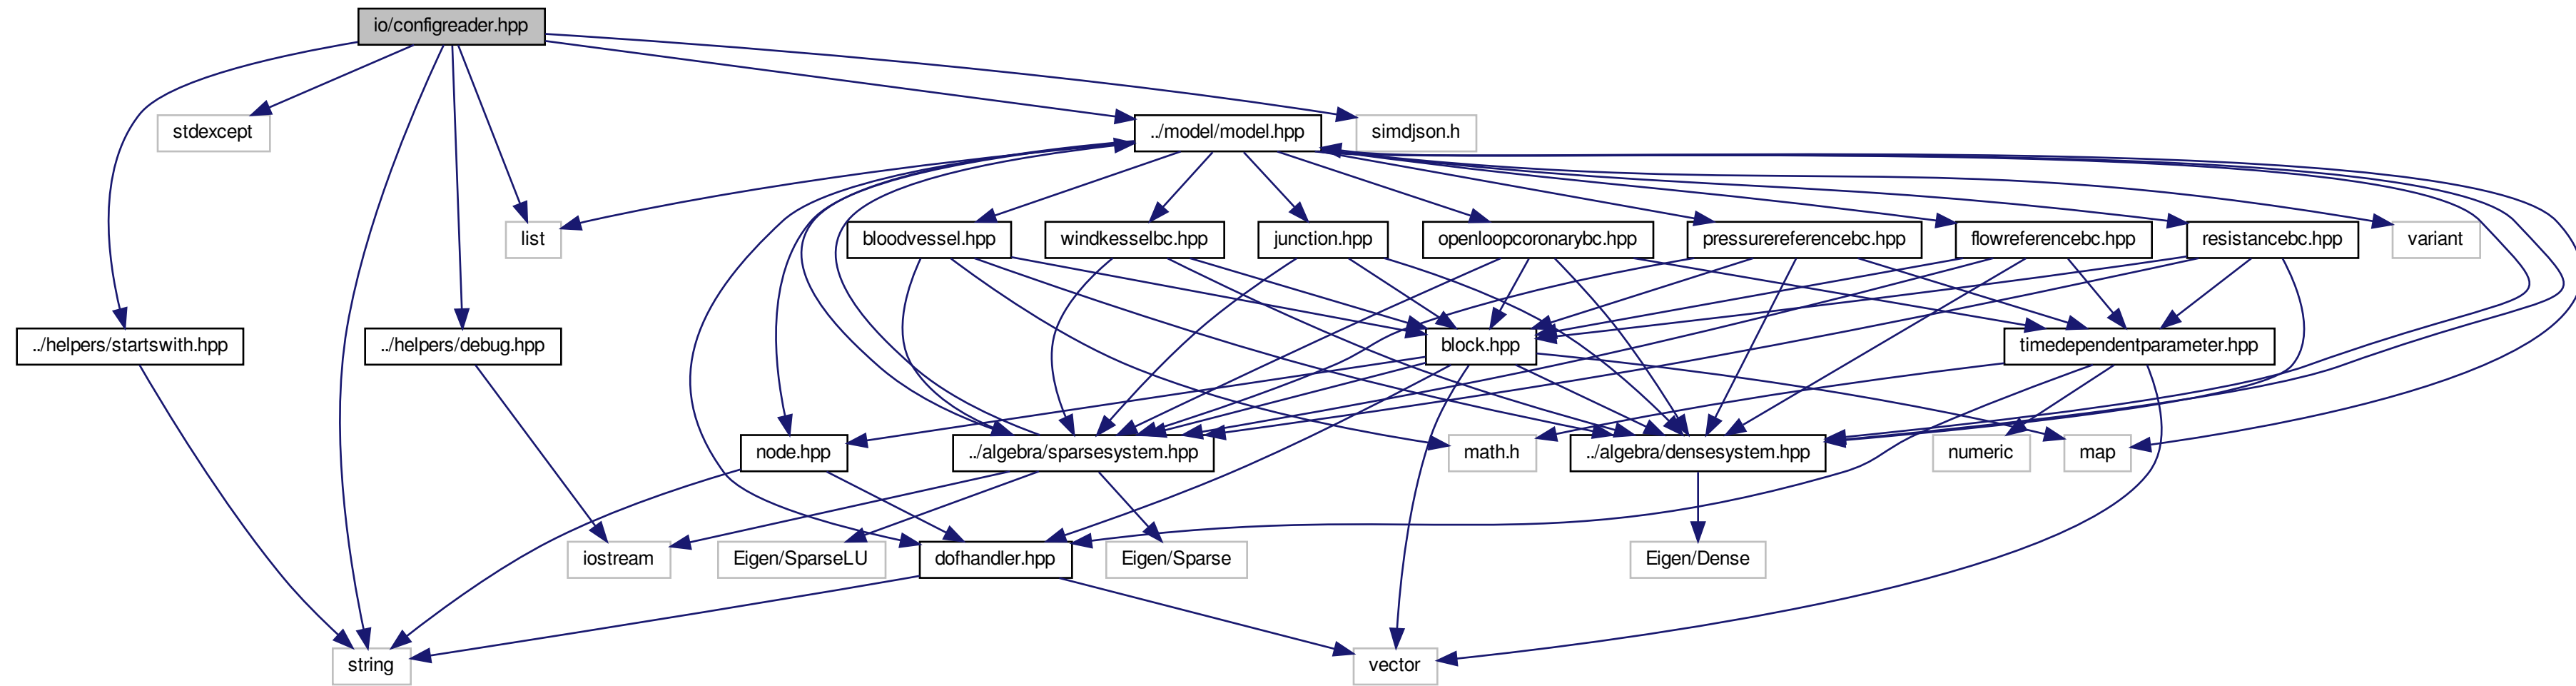 io/configreader.hpp
stdexcept
../model/model.hpp
simdjson.h
list
bloodvessel.hpp
windkesselbc.hpp
junction.hpp
openloopcoronarybc.hpp
pressurereferencebc.hpp
flowreferencebc.hpp
resistancebc.hpp
variant
../helpers/startswith.hpp
../helpers/debug.hpp
block.hpp
timedependentparameter.hpp
node.hpp
../algebra/sparsesystem.hpp
math.h
../algebra/densesystem.hpp
numeric
map
iostream
Eigen/SparseLU
dofhandler.hpp
Eigen/Sparse
Eigen/Dense
string
vector